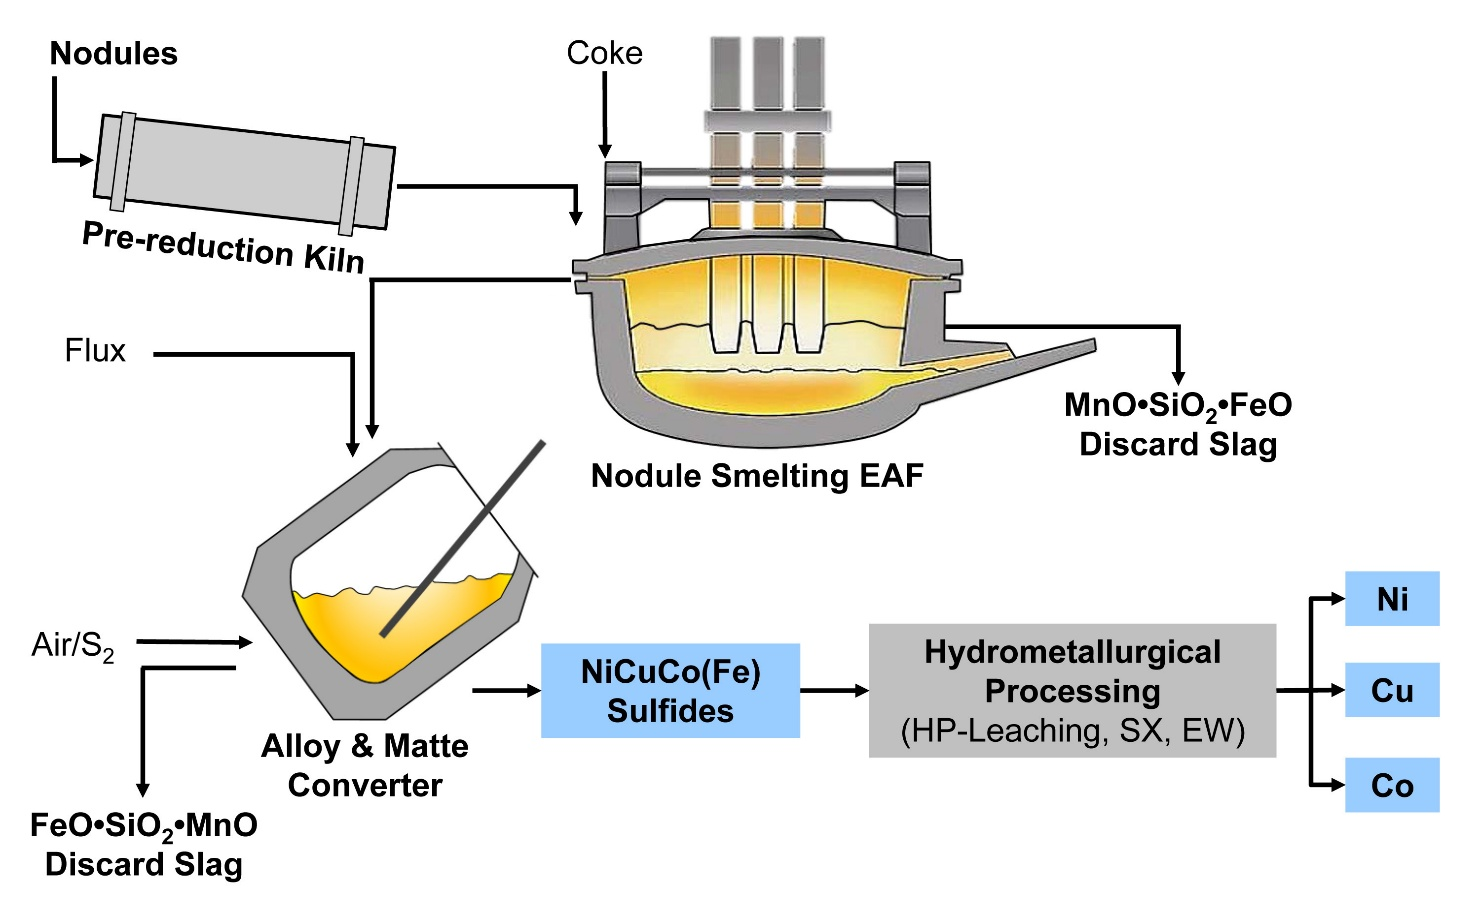 Nodules
Coke
Pre-reduction Kiln
Flux
MnO•SiO₂•FeO
Discard Slag
Nodule Smelting EAF
Air/S₂
NiCuCo(Fe)
Sulfides
Hydrometallurgical
Processing
(HP-Leaching, SX, EW)
Ni
Cu
Co
Alloy & Matte
Converter
FeO•SiO₂•MnO
Discard Slag